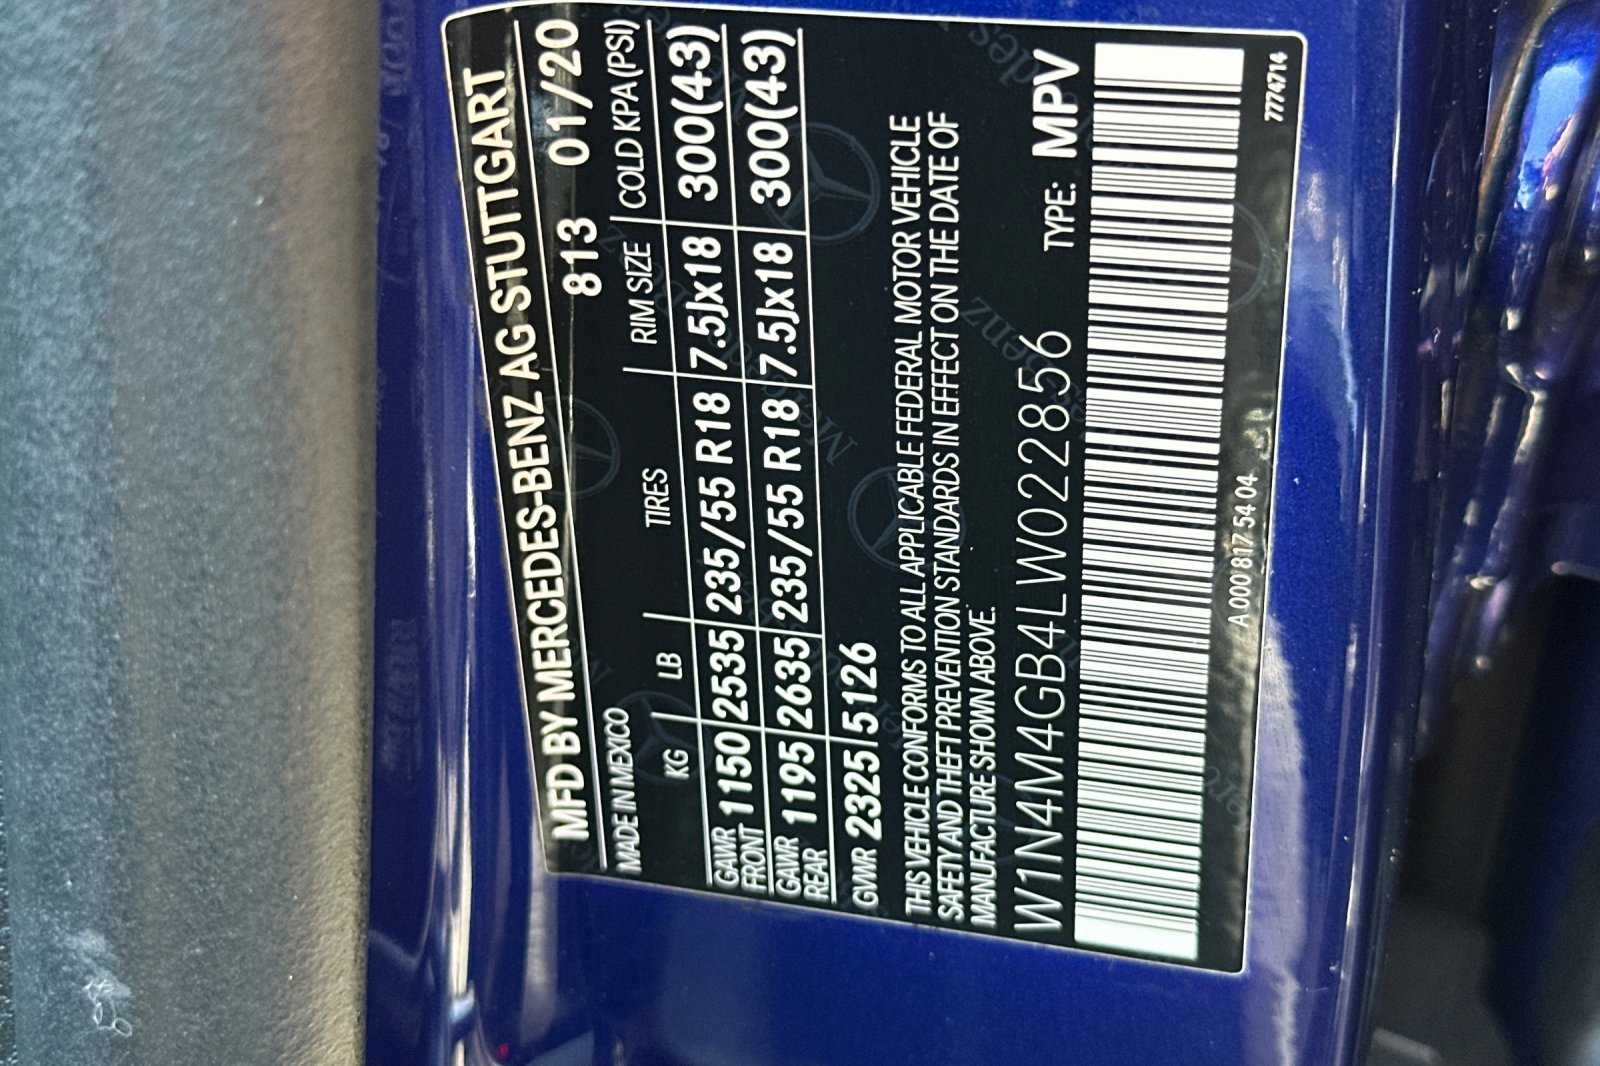 MFD BY MERCEDES-BENZ AG STUTTGART
813 01/20
MADE IN MEXICO
KG LB TIRES RIM SIZE COLD KPA (PSI)
GAWR FRONT 1150 2535 235/55 R18 7.5Jx18 300(43)
GAWR REAR 1195 2635 235/55 R18 7.5Jx18 300(43)
GVWR 2325 5126
THIS VEHICLE CONFORMS TO ALL APPLICABLE FEDERAL MOTOR VEHICLE
SAFETY AND THEFT PREVENTION STANDARDS IN EFFECT ON THE DATE OF
MANUFACTURE SHOWN ABOVE.
W1N4M4GB4LW022856 TYPE: MPV
A 000 817 54 04
7774714